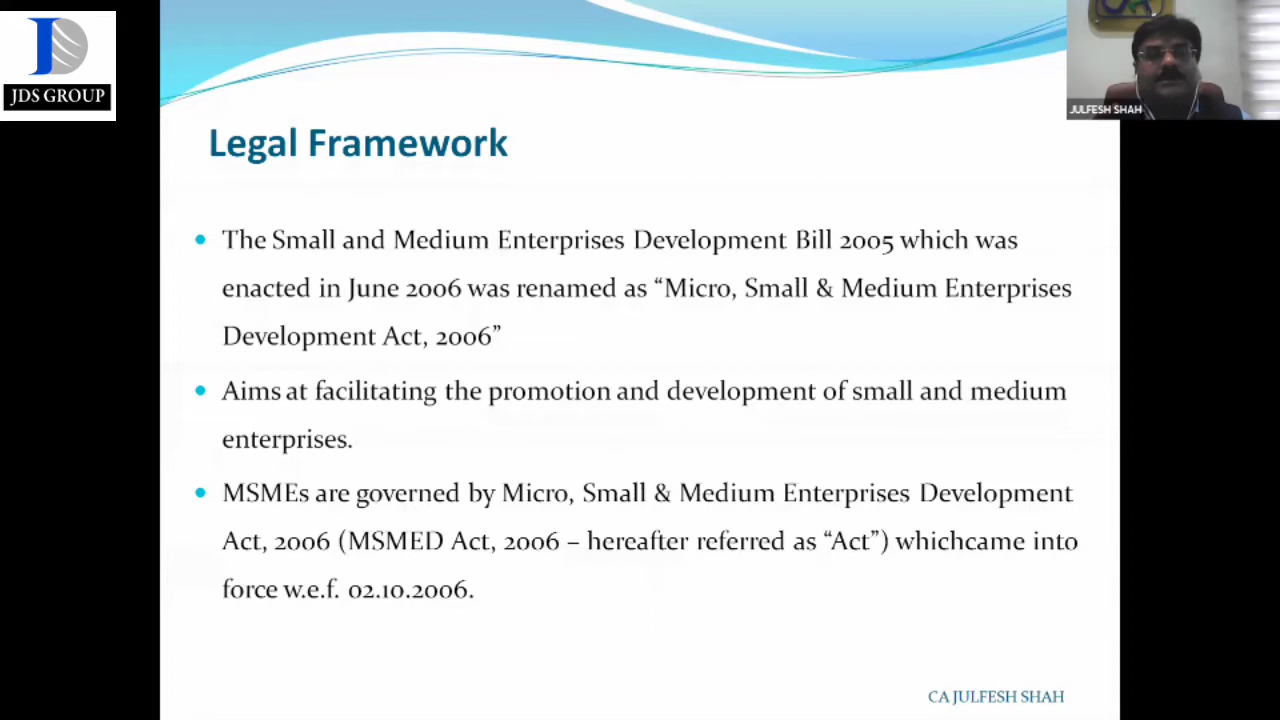 JDS GROUP
JULFESH SHAH
Legal Framework
The Small and Medium Enterprises Development Bill 2005 which was
enacted in June 2006 was renamed as “Micro, Small & Medium Enterprises
Development Act, 2006”
Aims at facilitating the promotion and development of small and medium
enterprises.
MSMEs are governed by Micro, Small & Medium Enterprises Development
Act, 2006 (MSMED Act, 2006 – hereafter referred as “Act”) whichcame into
force w.e.f. 02.10.2006.
CA JULFESH SHAH